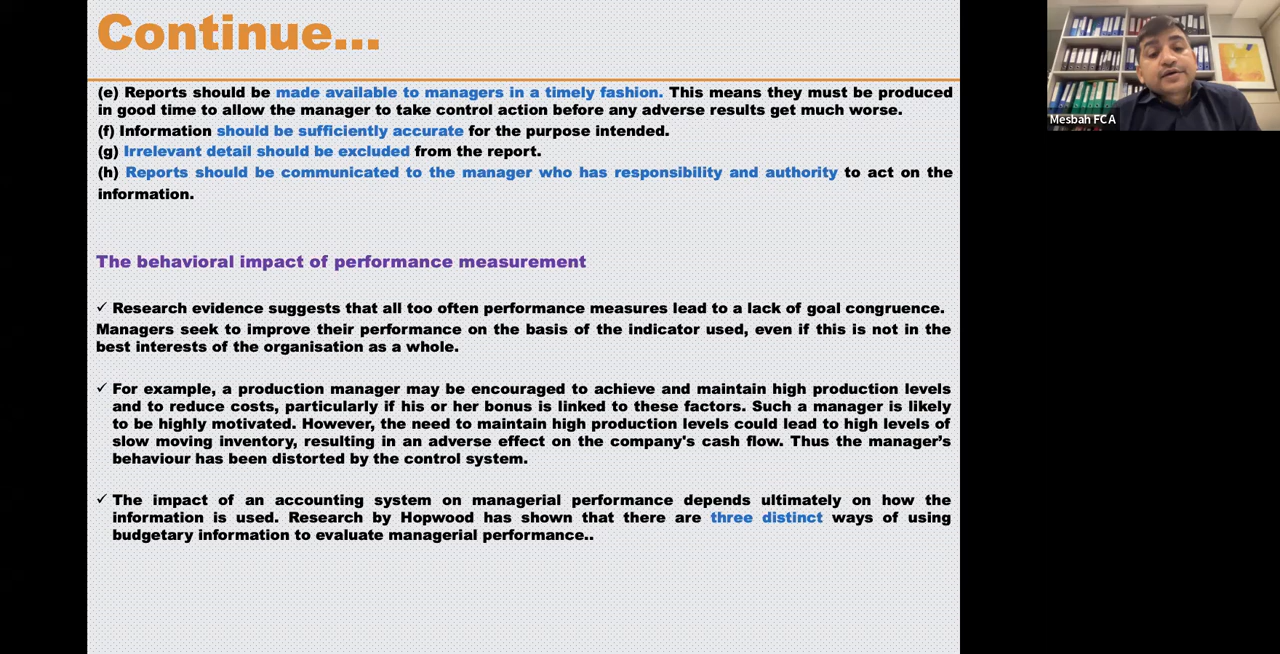 Continue...
(e) Reports should be made available to managers in a timely fashion. This means they must be produced
in good time to allow the manager to take control action before any adverse results get much worse.
(f) Information should be sufficiently accurate for the purpose intended.
(g) Irrelevant detail should be excluded from the report.
(h) Reports should be communicated to the manager who has responsibility and authority to act on the
information.
The behavioral impact of performance measurement
✓ Research evidence suggests that all too often performance measures lead to a lack of goal congruence.
Managers seek to improve their performance on the basis of the indicator used, even if this is not in the
best interests of the organisation as a whole.
✓ For example, a production manager may be encouraged to achieve and maintain high production levels
and to reduce costs, particularly if his or her bonus is linked to these factors. Such a manager is likely
to be highly motivated. However, the need to maintain high production levels could lead to high levels of
slow moving inventory, resulting in an adverse effect on the company's cash flow. Thus the manager’s
behaviour has been distorted by the control system.
✓ The impact of an accounting system on managerial performance depends ultimately on how the
information is used. Research by Hopwood has shown that there are three distinct ways of using
budgetary information to evaluate managerial performance..
Mesbah FCA